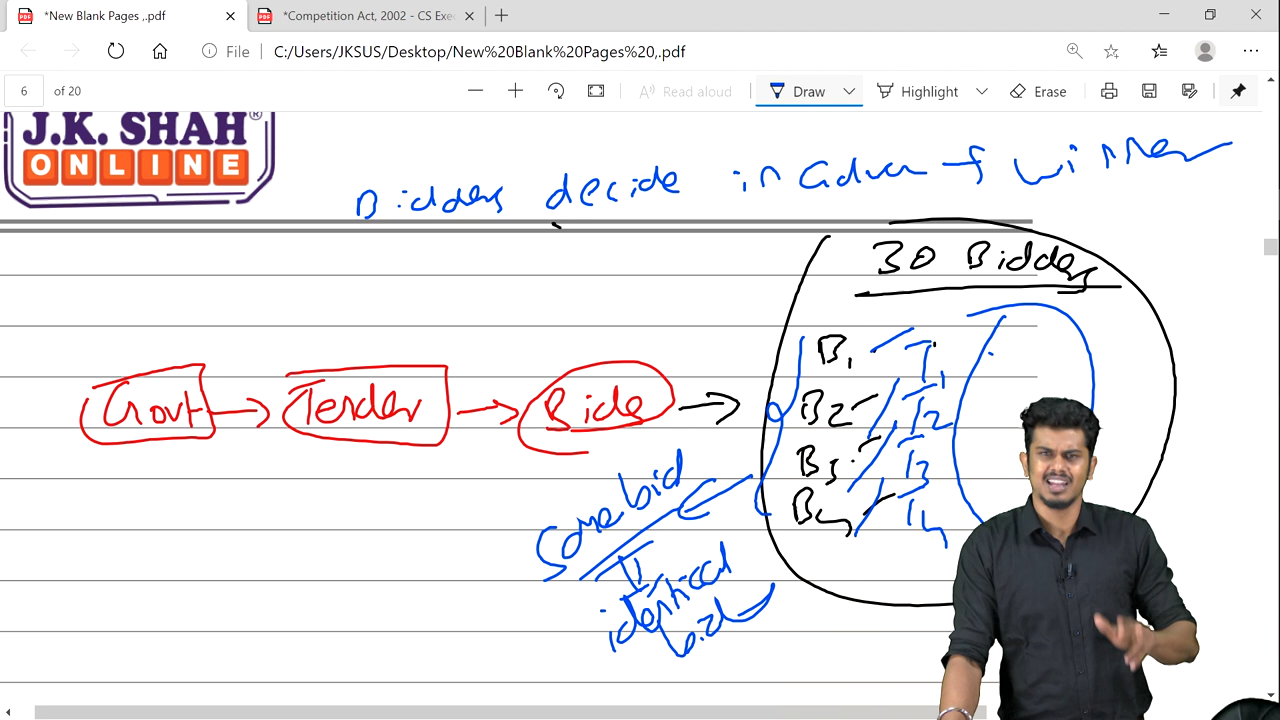 *New Blank Pages ,.pdf
*Competition Act, 2002 - CS Exe
File
C:/Users/JKSUS/Desktop/New%20Blank%20Pages%20,.pdf
6 of 20
Read aloud
Draw
Highlight
Erase
J.K. SHAH®
ONLINE
Bidders decide in advan of winner
30 Bidders
Govt
Tender
Bids
B1 T1
B2 T2
B3 T3
B4 T4
Same bid
identical
bid